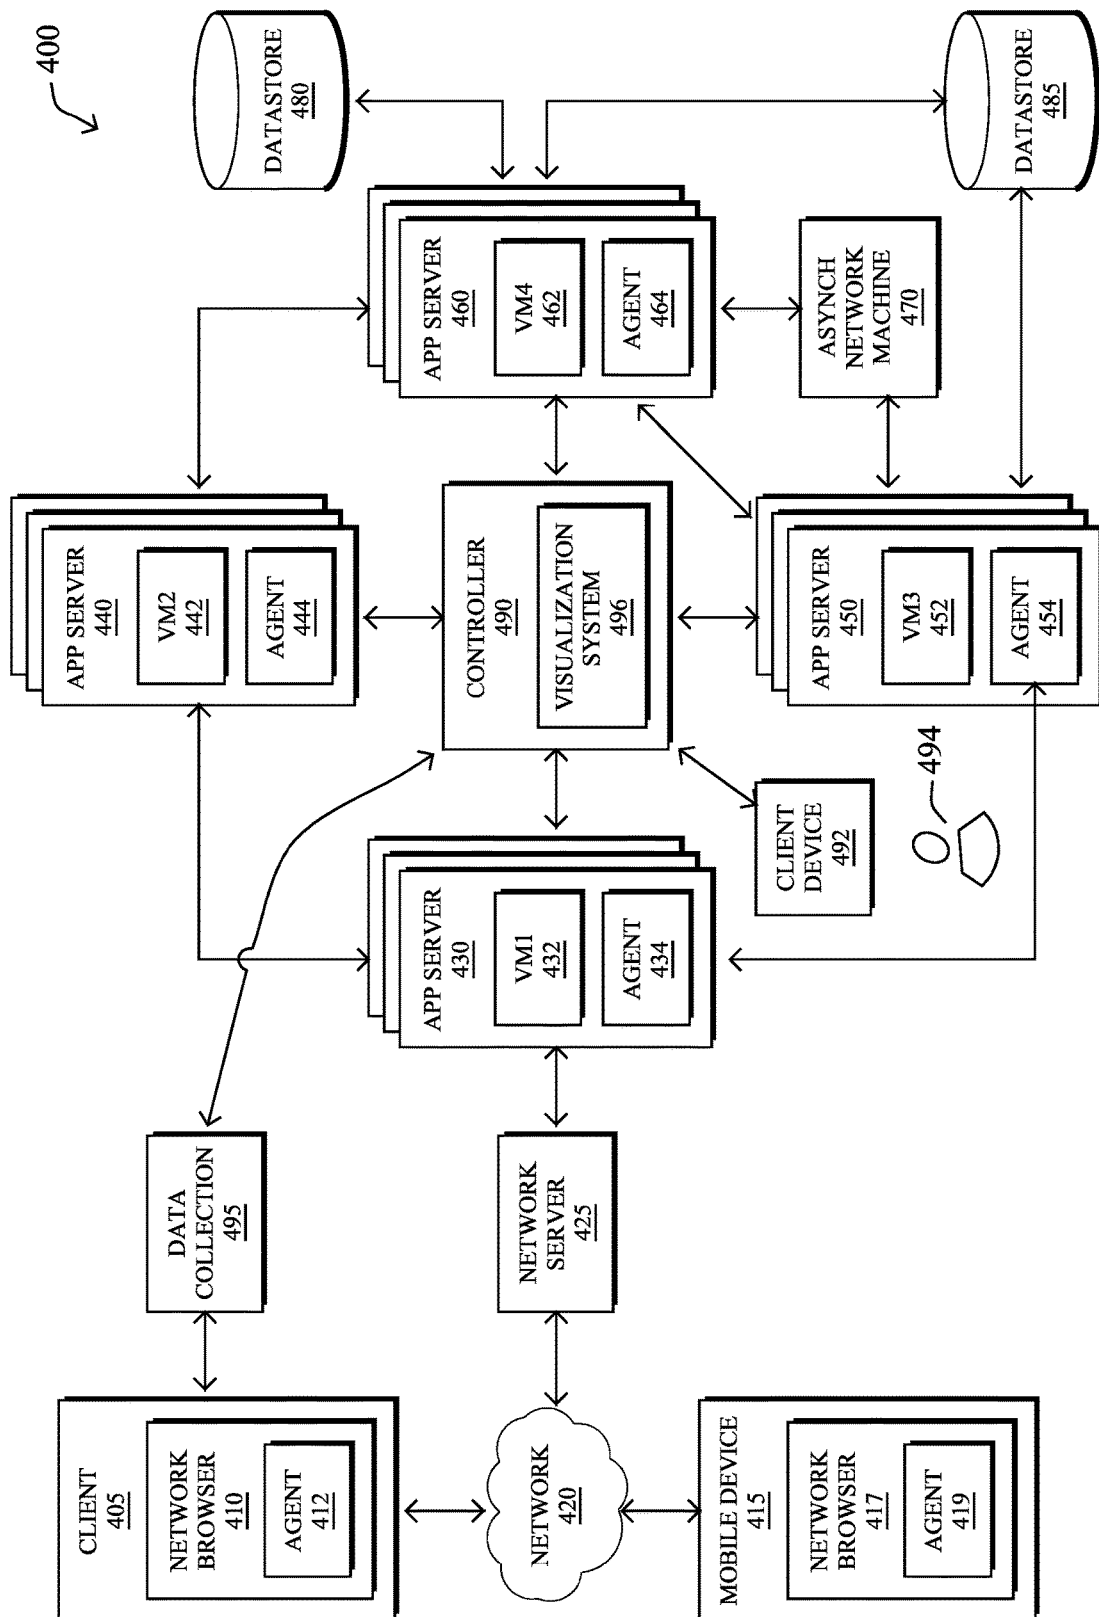 400
CLIENT
405
NETWORK
BROWSER
410
AGENT
412
DATA
COLLECTION
495
NETWORK
420
NETWORK
SERVER
425
MOBILE DEVICE
415
NETWORK
BROWSER
417
AGENT
419
APP SERVER
430
VM1
432
AGENT
434
APP SERVER
440
VM2
442
AGENT
444
CONTROLLER
490
VISUALIZATION
SYSTEM
496
CLIENT
DEVICE
492
494
APP SERVER
450
VM3
452
AGENT
454
APP SERVER
460
VM4
462
AGENT
464
ASYNCH
NETWORK
MACHINE
470
DATASTORE
480
DATASTORE
485